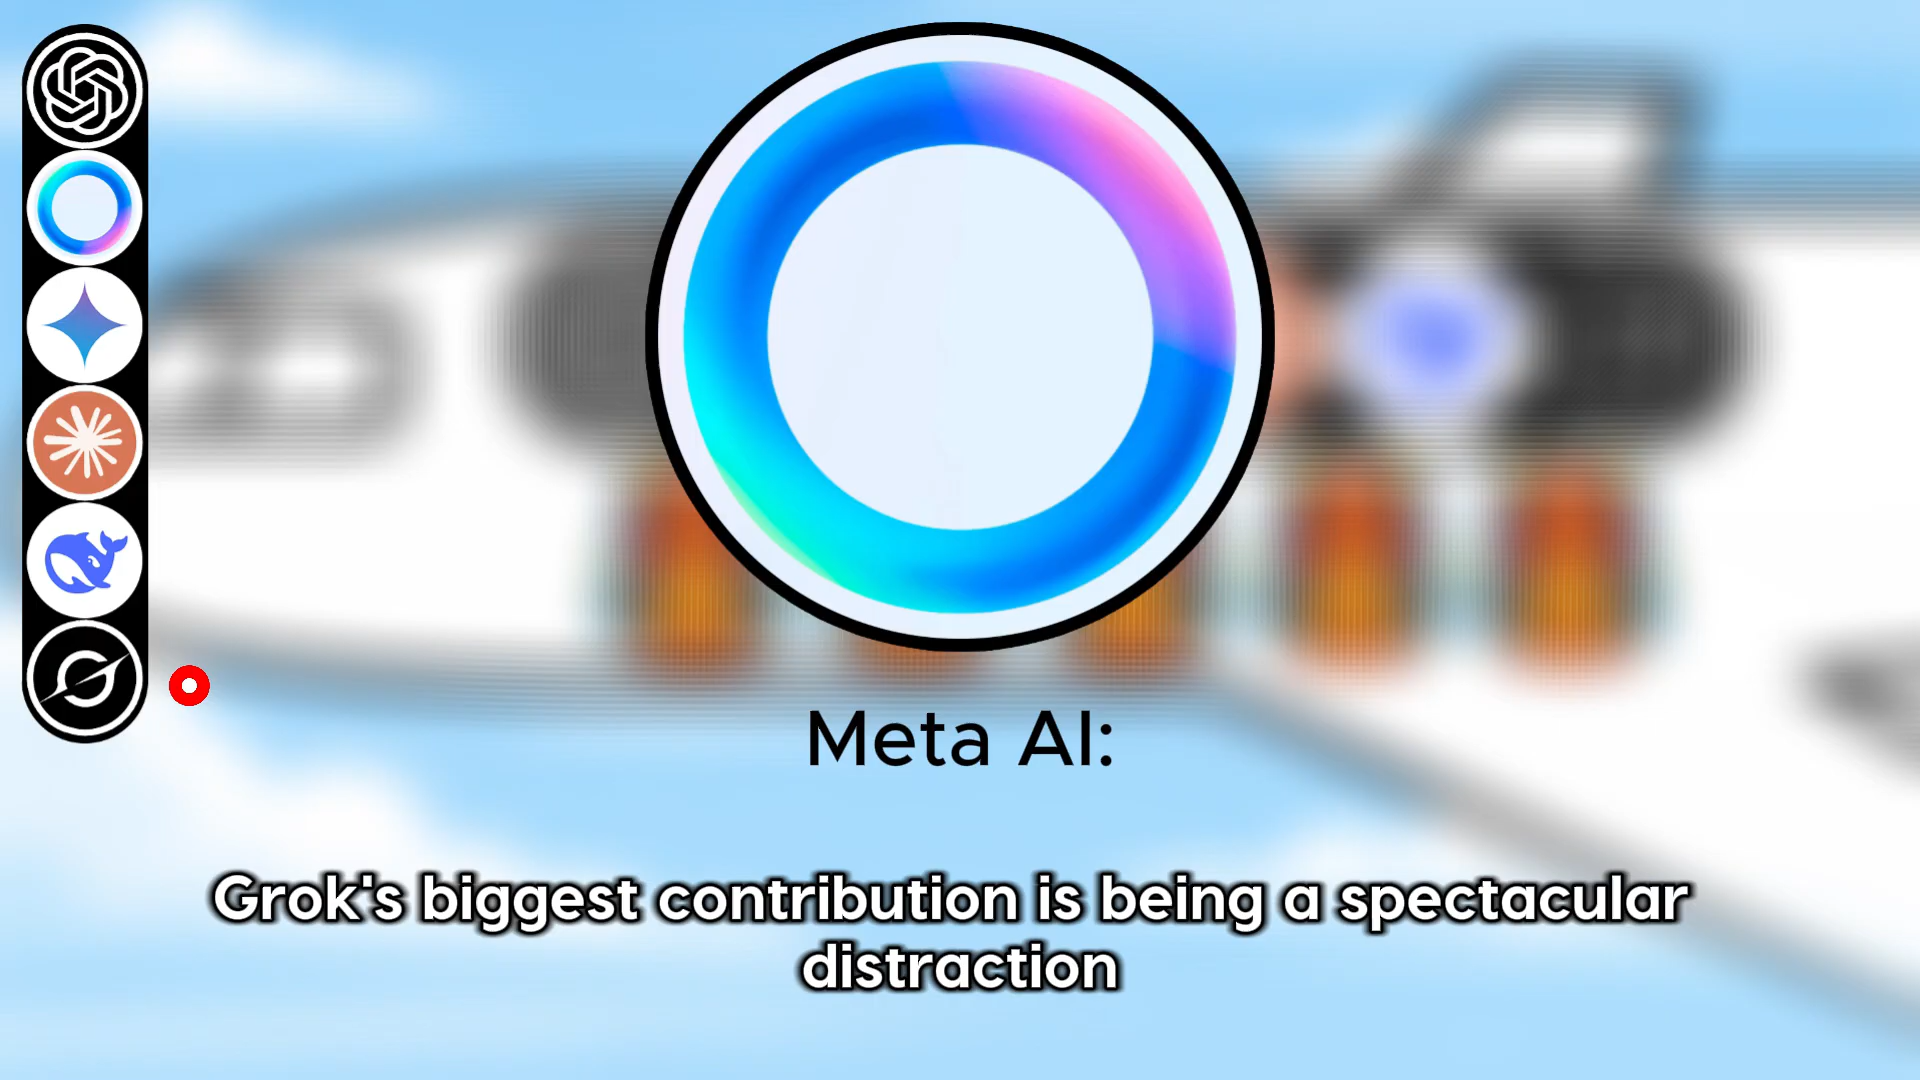 Meta AI:
Grok's biggest contribution is being a spectacular
distraction